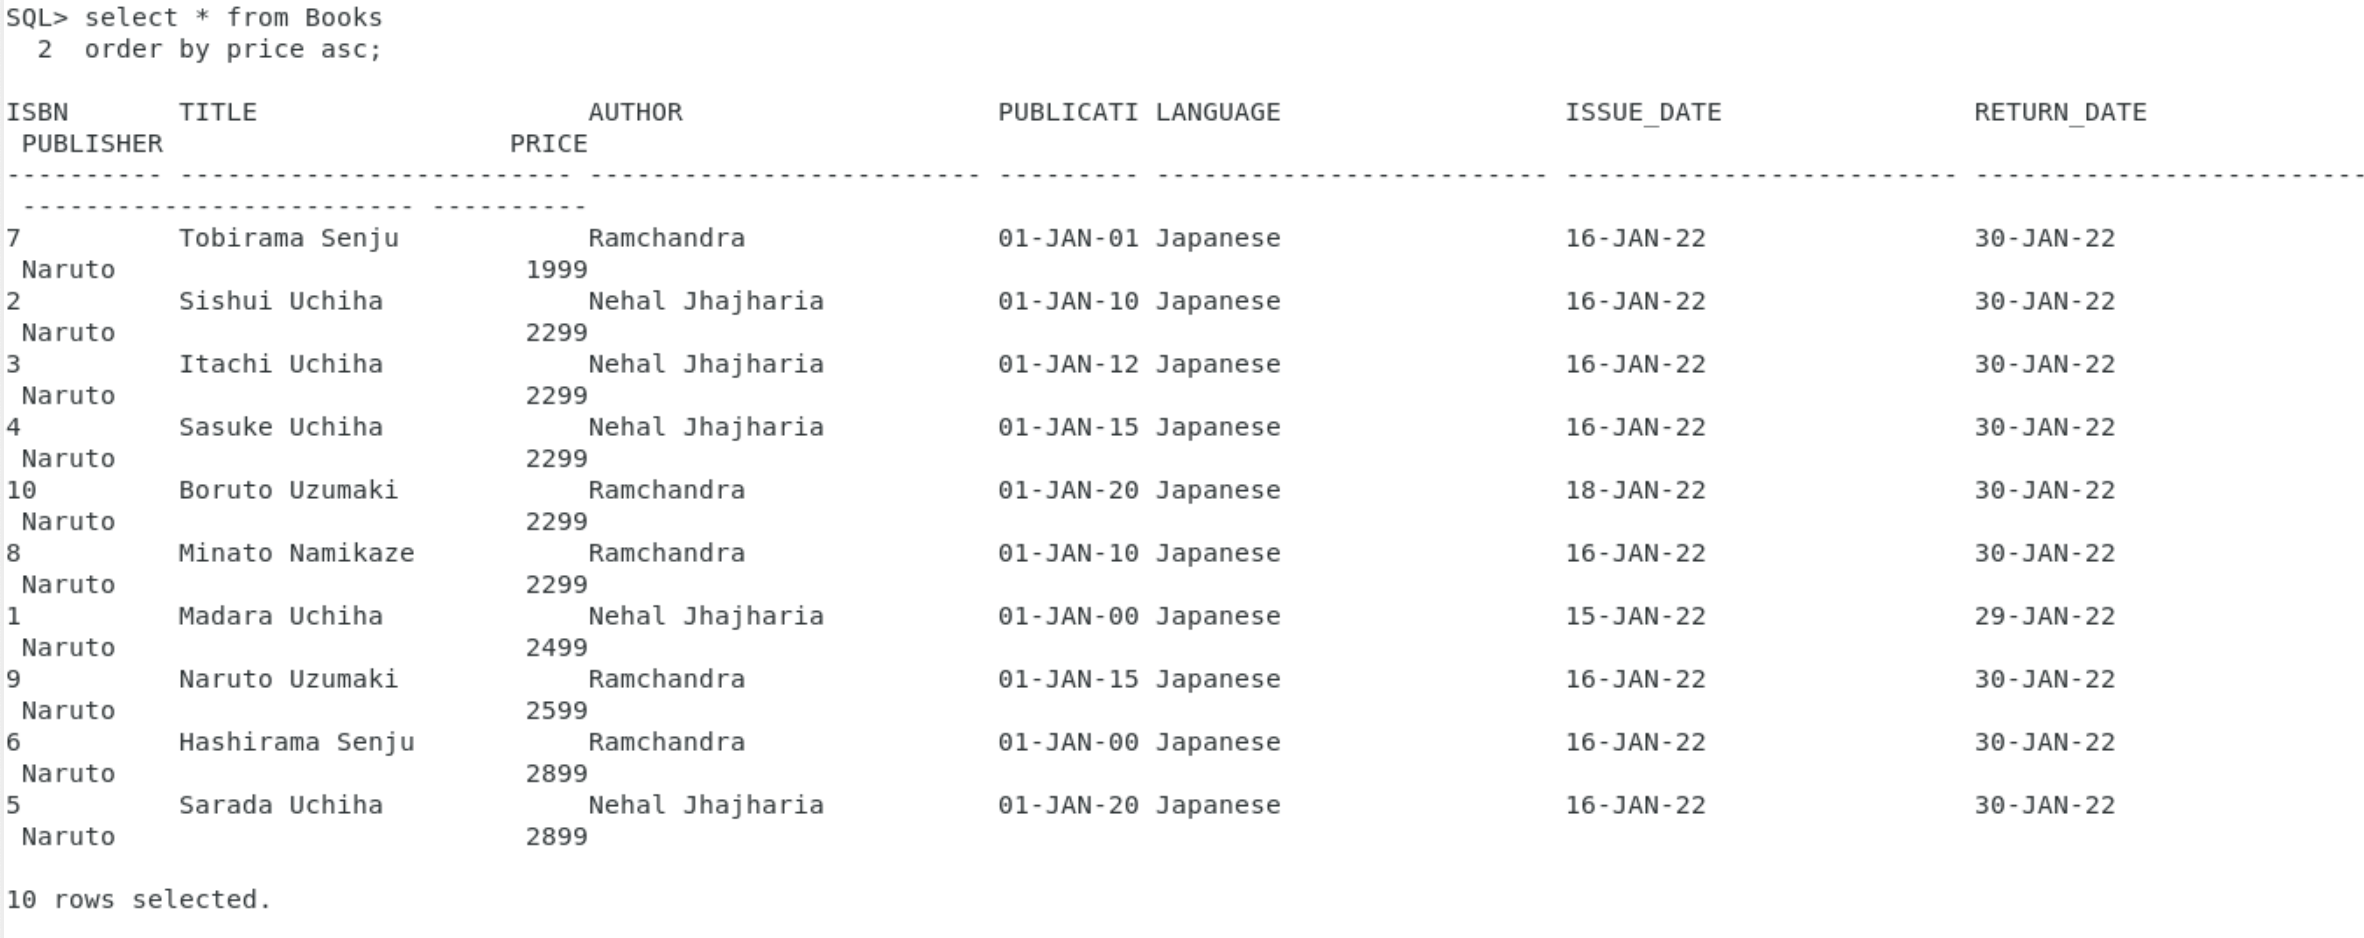 SQL> select * from Books
  2  order by price asc;

ISBN       TITLE                     AUTHOR                    PUBLICATI LANGUAGE                  ISSUE_DATE                RETURN_DATE
 PUBLISHER                      PRICE
---------- ------------------------- ------------------------- --------- ------------------------- ------------------------- -------------------------
 ------------------------- ----------
7          Tobirama Senju            Ramchandra                01-JAN-01 Japanese                  16-JAN-22                 30-JAN-22
 Naruto                          1999
2          Sishui Uchiha             Nehal Jhajharia           01-JAN-10 Japanese                  16-JAN-22                 30-JAN-22
 Naruto                          2299
3          Itachi Uchiha             Nehal Jhajharia           01-JAN-12 Japanese                  16-JAN-22                 30-JAN-22
 Naruto                          2299
4          Sasuke Uchiha             Nehal Jhajharia           01-JAN-15 Japanese                  16-JAN-22                 30-JAN-22
 Naruto                          2299
10         Boruto Uzumaki            Ramchandra                01-JAN-20 Japanese                  18-JAN-22                 30-JAN-22
 Naruto                          2299
8          Minato Namikaze           Ramchandra                01-JAN-10 Japanese                  16-JAN-22                 30-JAN-22
 Naruto                          2299
1          Madara Uchiha             Nehal Jhajharia           01-JAN-00 Japanese                  15-JAN-22                 29-JAN-22
 Naruto                          2499
9          Naruto Uzumaki            Ramchandra                01-JAN-15 Japanese                  16-JAN-22                 30-JAN-22
 Naruto                          2599
6          Hashirama Senju           Ramchandra                01-JAN-00 Japanese                  16-JAN-22                 30-JAN-22
 Naruto                          2899
5          Sarada Uchiha             Nehal Jhajharia           01-JAN-20 Japanese                  16-JAN-22                 30-JAN-22
 Naruto                          2899

10 rows selected.